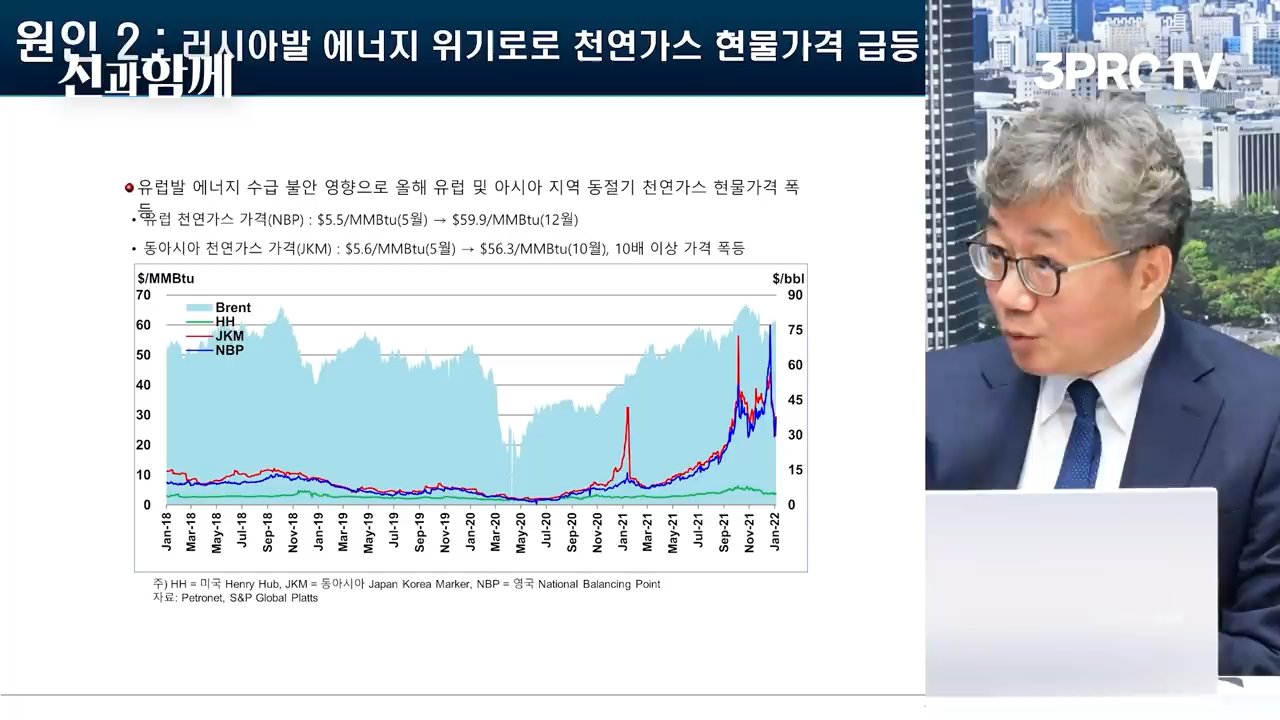 원인 2 : 러시아발 에너지 위기로로 천연가스 현물가격 급등
신과함께
3PROTV
유럽발 에너지 수급 불안 영향으로 올해 유럽 및 아시아 지역 동절기 천연가스 현물가격 폭
등
• 유럽 천연가스 가격(NBP) : $5.5/MMBtu(5월) → $59.9/MMBtu(12월)
• 동아시아 천연가스 가격(JKM) : $5.6/MMBtu(5월) → $56.3/MMBtu(10월), 10배 이상 가격 폭등
$/MMBtu $/bbl
70 90
Brent
HH
60 75
JKM
NBP
50 60
40 45
30 30
20 15
10 0
0
Jan-18 Mar-18 May-18 Jul-18 Sep-18 Nov-18 Jan-19 Mar-19 May-19 Jul-19 Sep-19 Nov-19 Jan-20 Mar-20 May-20 Jul-20 Sep-20 Nov-20 Jan-21 Mar-21 May-21 Jul-21 Sep-21 Nov-21 Jan-22
주) HH = 미국 Henry Hub, JKM = 동아시아 Japan Korea Marker, NBP = 영국 National Balancing Point
자료: Petronet, S&P Global Platts